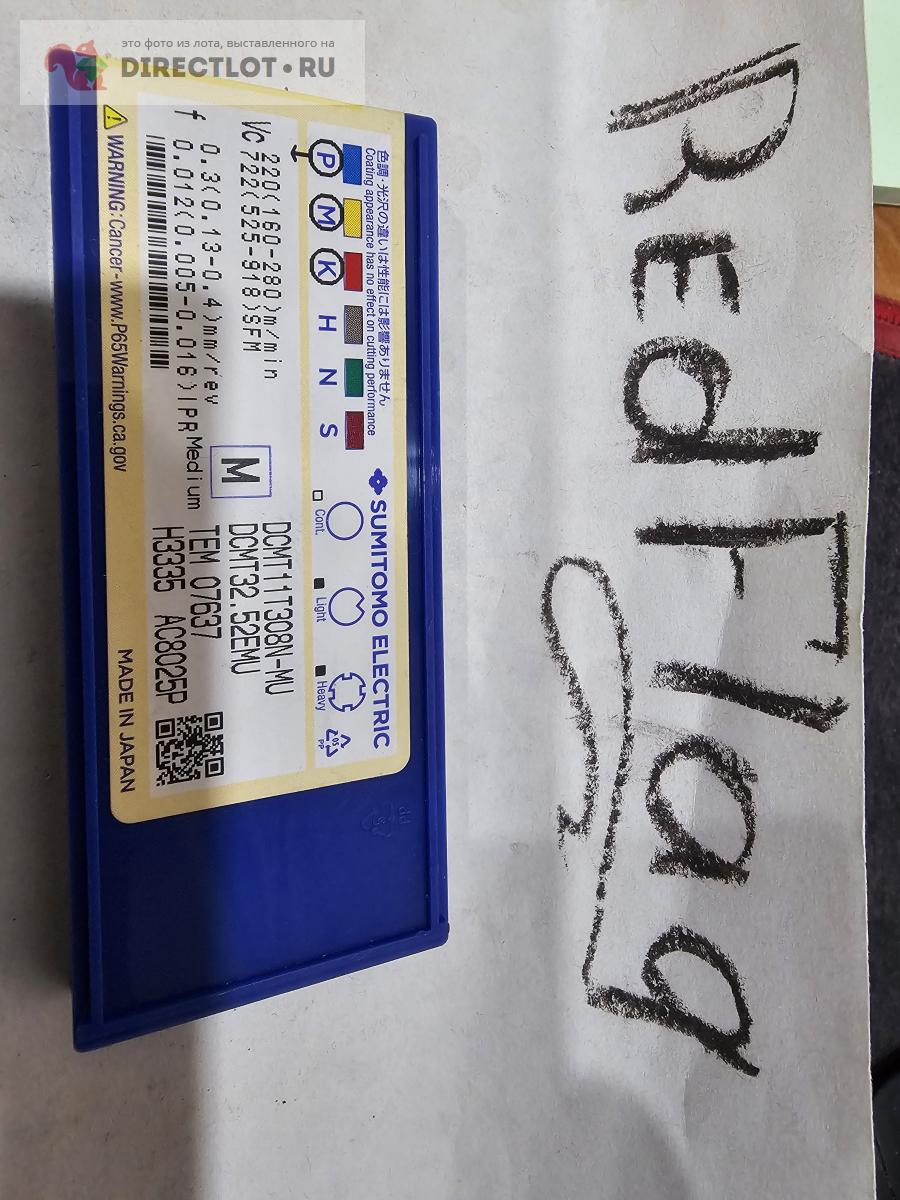 это фото из лота, выставленного на
DIRECTLOT • RU
RedFlag
色調・光沢の違いは性能には影響ありません
Coating appearance has no effect on cutting performance
P M K H N S
SUMITOMO ELECTRIC
Cont. Light Heavy
05
PP
Vc 220(160-280)m/min
722(525-918)SFM
f 0.3(0.13-0.4)mm/rev
0.012(0.005-0.016)IPR
M
Medium
DCMT11T308N-MU
DCMT32.52EMU
TEM 07637
H3335 AC8025P
WARNING: Cancer-www.P65Warnings.ca.gov
MADE IN JAPAN